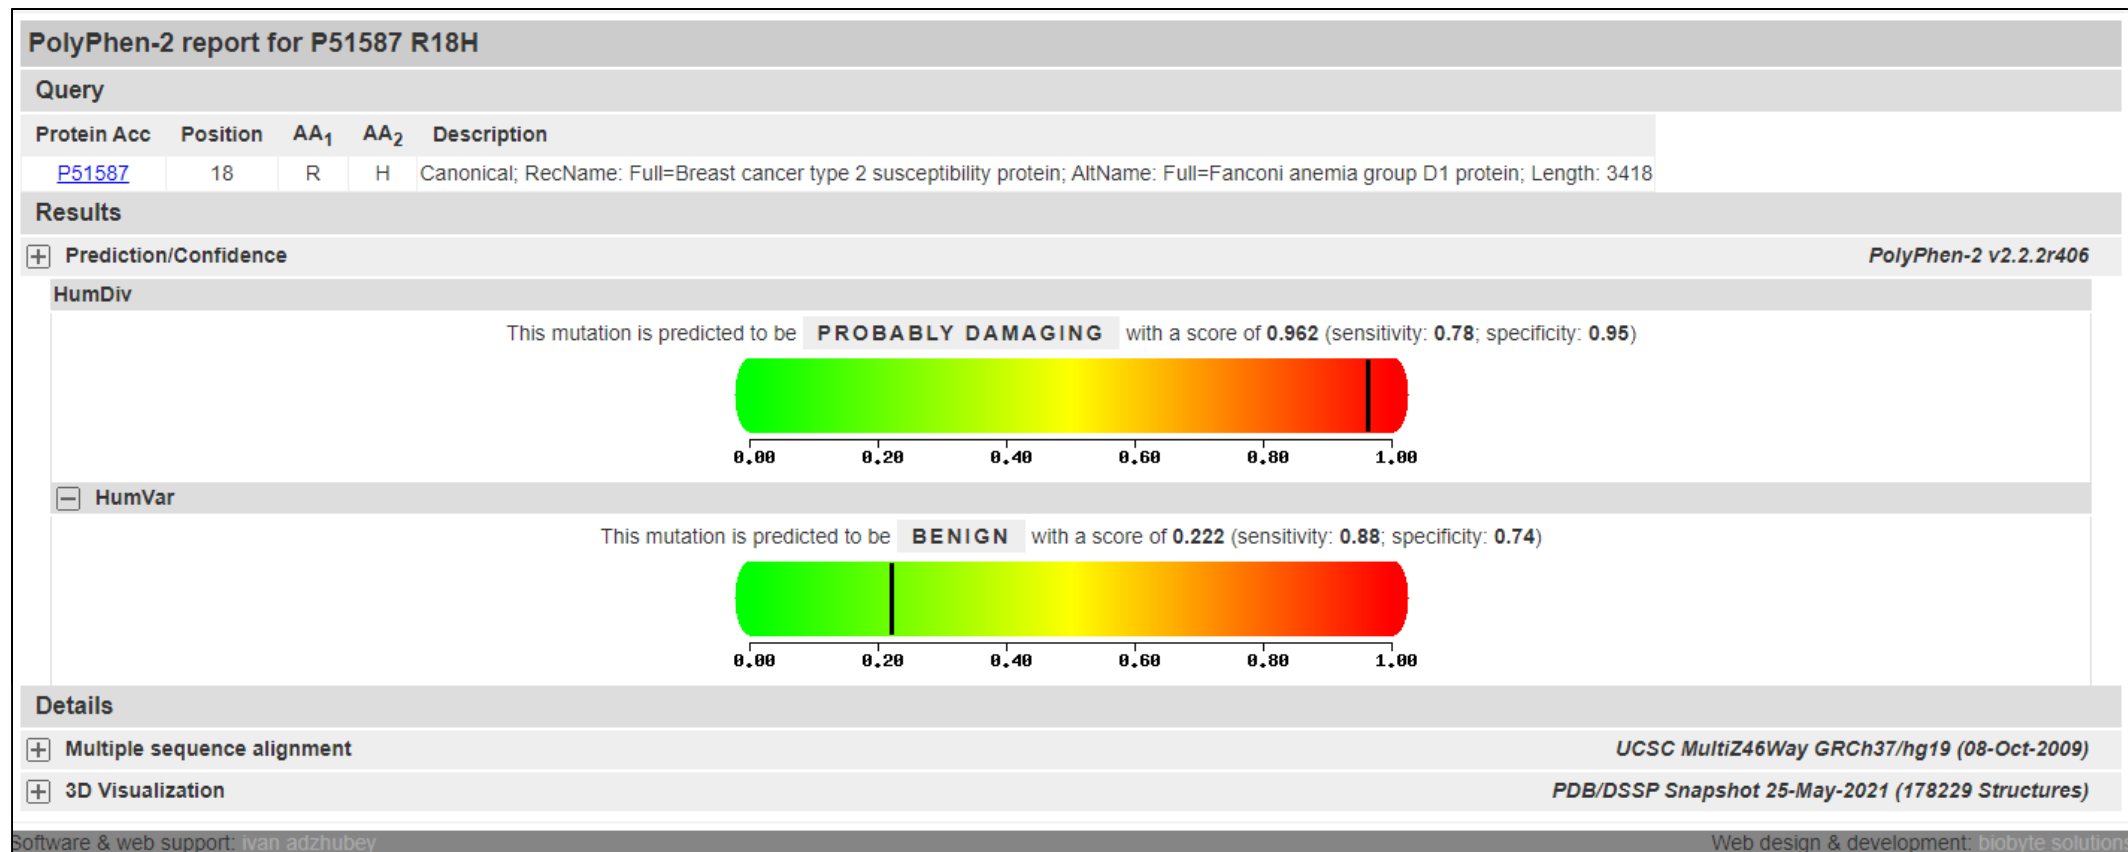 PolyPhen-2 report for P51587 R18H
Query
Protein Acc Position AA1 AA2 Description
P51587 18 R H Canonical; RecName: Full=Breast cancer type 2 susceptibility protein; AltName: Full=Fanconi anemia group D1 protein; Length: 3418
Results
Prediction/Confidence PolyPhen-2 v2.2.2r406
HumDiv
This mutation is predicted to be PROBABLY DAMAGING with a score of 0.962 (sensitivity: 0.78; specificity: 0.95)
0.00 0.20 0.40 0.60 0.80 1.00
HumVar
This mutation is predicted to be BENIGN with a score of 0.222 (sensitivity: 0.88; specificity: 0.74)
0.00 0.20 0.40 0.60 0.80 1.00
Details
Multiple sequence alignment UCSC MultiZ46Way GRCh37/hg19 (08-Oct-2009)
3D Visualization PDB/DSSP Snapshot 25-May-2021 (178229 Structures)
Software & web support: ivan adzhubey Web design & development: biobyte solutions